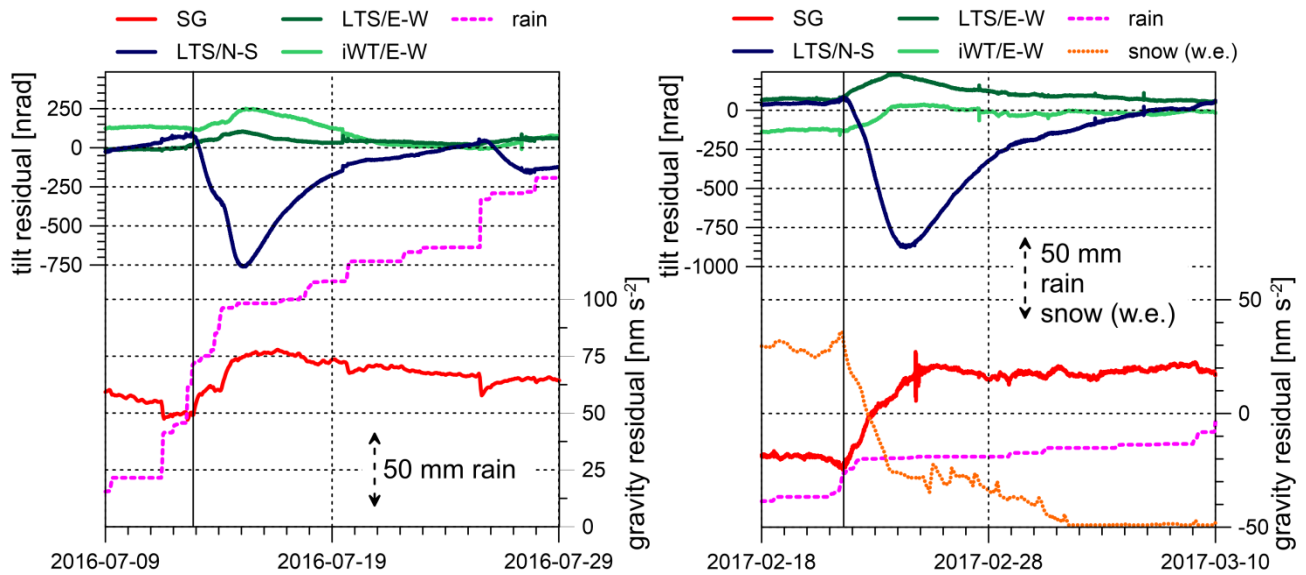 SG LTS/E-W rain
LTS/N-S iWT/E-W
tilt residual [nrad]
250
0
-250
-500
-750
100
75
50
25
0
gravity residual [nm s⁻²]
50 mm rain
2016-07-09 2016-07-19 2016-07-29
SG LTS/E-W rain
LTS/N-S iWT/E-W snow (w.e.)
tilt residual [nrad]
0
-250
-500
-750
-1000
50 mm
rain
snow (w.e.)
50
0
-50
gravity residual [nm s⁻²]
2017-02-18 2017-02-28 2017-03-10